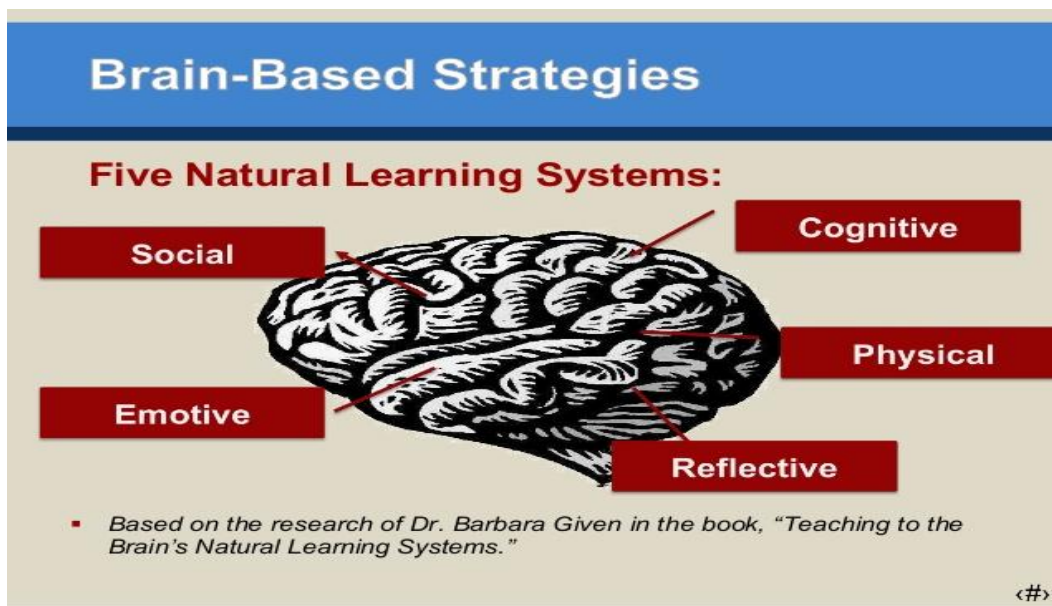 Brain-Based Strategies
Five Natural Learning Systems:
Social
Cognitive
Physical
Emotive
Reflective
▪ Based on the research of Dr. Barbara Given in the book, “Teaching to the
Brain’s Natural Learning Systems.”
‹#›